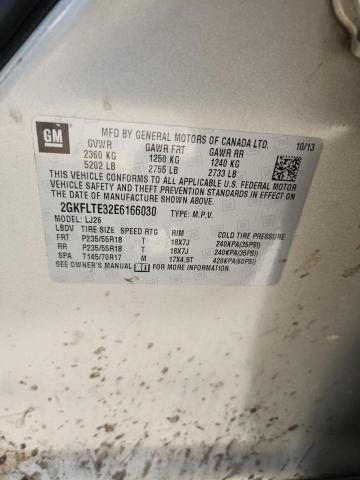 GM
MFD BY GENERAL MOTORS OF CANADA LTD.
10/13
GVWR GAWR FRT GAWR RR
2360 KG 1250 KG 1240 KG
5202 LB 2755 LB 2733 LB
THIS VEHICLE CONFORMS TO ALL APPLICABLE U.S.
FEDERAL MOTOR VEHICLE SAFETY, BUMPER, AND
THEFT PREVENTION STANDARDS IN EFFECT ON THE
DATE OF MANUFACTURE SHOWN ABOVE.
2GKFLTE32E6166030 TYPE: M.P.V.
MODEL: LJ26
LBDV TIRE SIZE SPEED RTG RIM COLD TIRE PRESSURE
FRT P235/55R18 T 18X7J 240KPA(35PSI)
RR P235/55R18 T 18X7J 240KPA(35PSI)
SPA T145/70R17 M 17X4.5T 420KPA(60PSI)
SEE OWNER'S MANUAL FOR ADDITIONAL INFORMATION